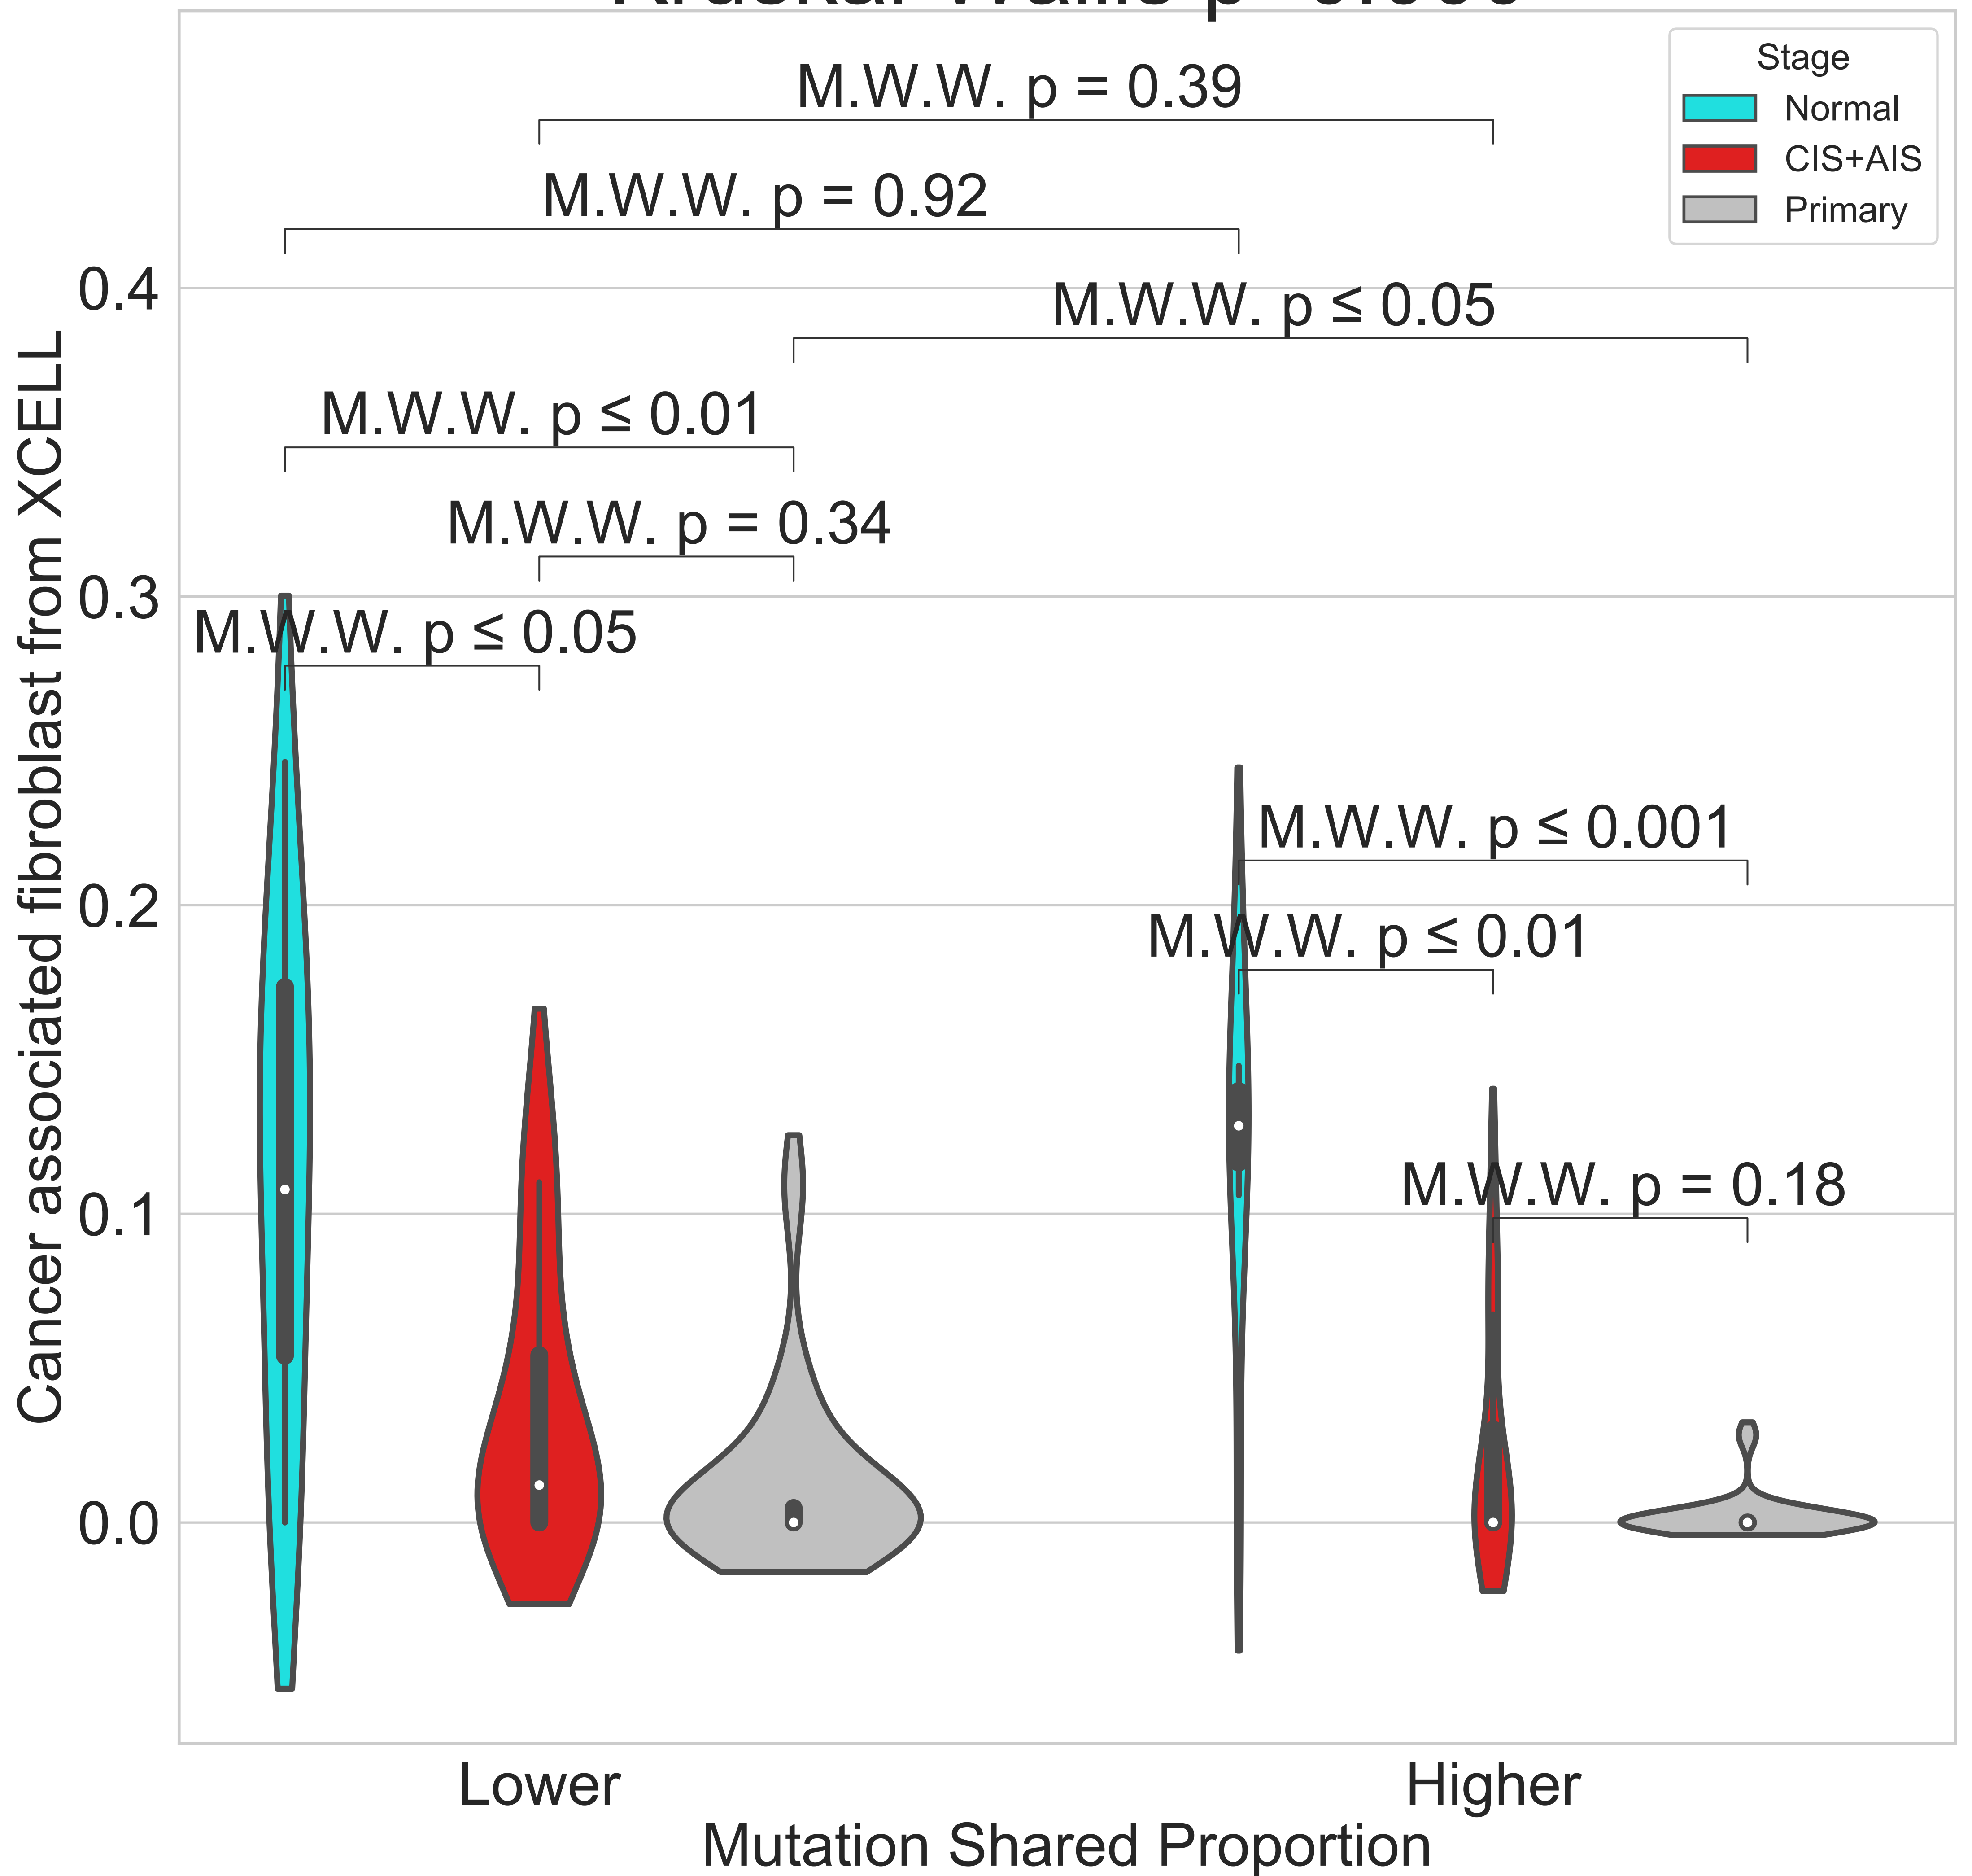 Stage
Normal
CIS+AIS
Primary
M.W.W. p = 0.39
M.W.W. p = 0.92
M.W.W. p ≤ 0.05
M.W.W. p ≤ 0.01
M.W.W. p = 0.34
M.W.W. p ≤ 0.05
M.W.W. p ≤ 0.001
M.W.W. p ≤ 0.01
M.W.W. p = 0.18
Cancer associated fibroblast from XCELL
0.4
0.3
0.2
0.1
0.0
Lower
Higher
Mutation Shared Proportion